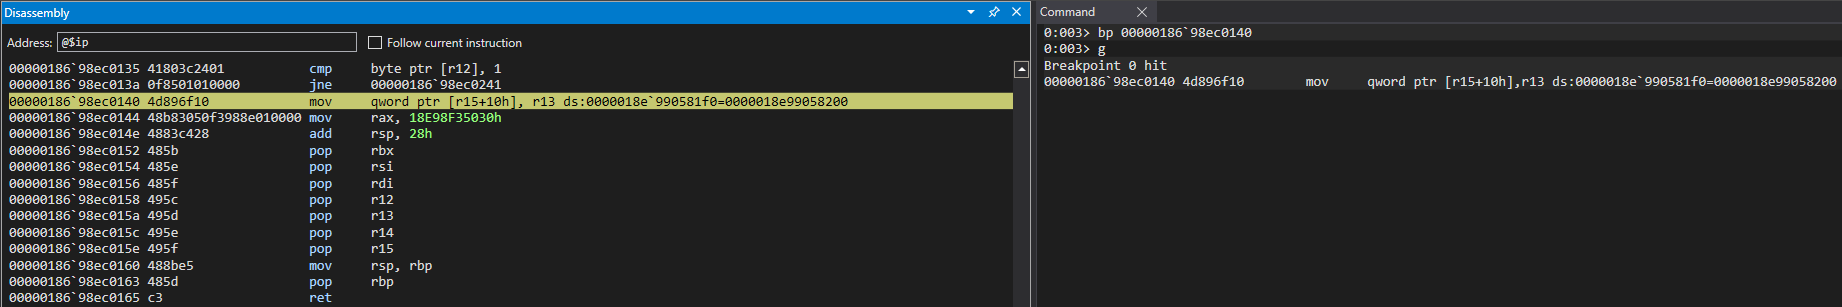 Disassembly
Address: @$ip Follow current instruction
00000186`98ec0135 41803c2401 cmp byte ptr [r12], 1
00000186`98ec013a 0f8501010000 jne 00000186`98ec0241
00000186`98ec0140 4d896f10 mov qword ptr [r15+10h], r13 ds:0000018e`990581f0=0000018e99058200
00000186`98ec0144 48b83050f3988e010000 mov rax, 18E98F35030h
00000186`98ec014e 4883c428 add rsp, 28h
00000186`98ec0152 485b pop rbx
00000186`98ec0154 485e pop rsi
00000186`98ec0156 485f pop rdi
00000186`98ec0158 495c pop r12
00000186`98ec015a 495d pop r13
00000186`98ec015c 495e pop r14
00000186`98ec015e 495f pop r15
00000186`98ec0160 488be5 mov rsp, rbp
00000186`98ec0163 485d pop rbp
00000186`98ec0165 c3 ret
Command
0:003> bp 00000186`98ec0140
0:003> g
Breakpoint 0 hit
00000186`98ec0140 4d896f10 mov qword ptr [r15+10h],r13 ds:0000018e`990581f0=0000018e99058200